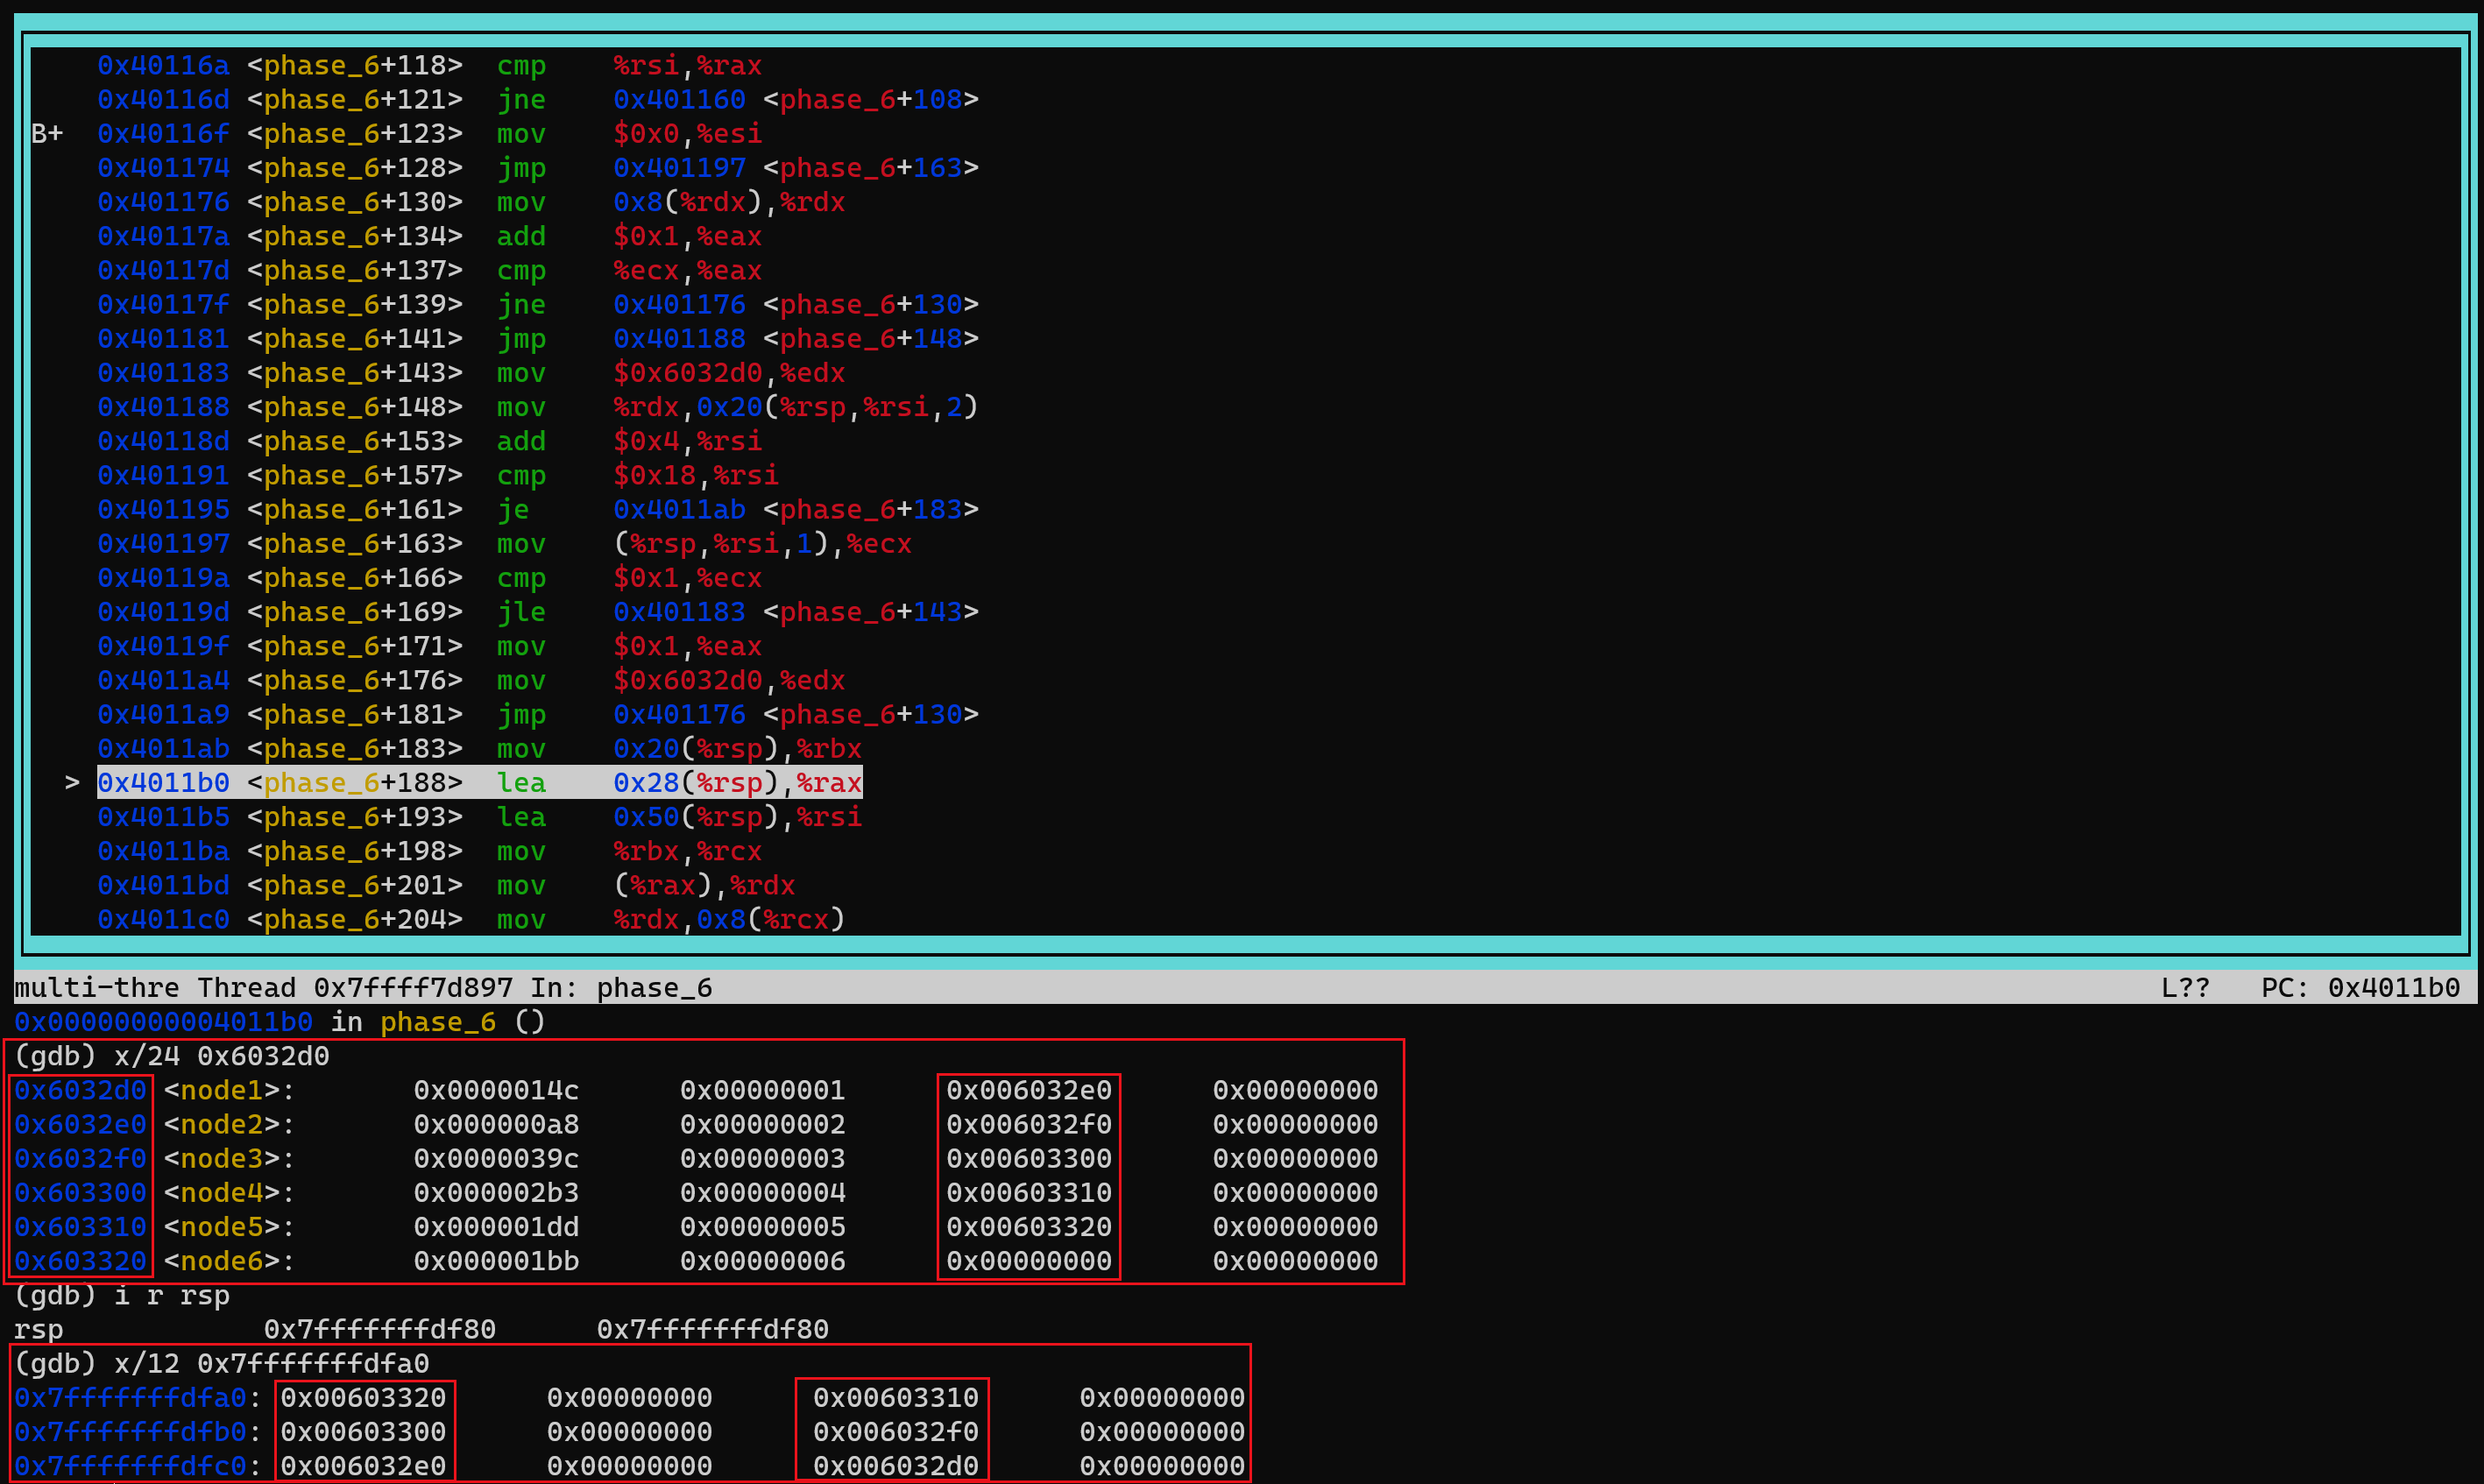 0x40116a <phase_6+118> cmp %rsi,%rax
0x40116d <phase_6+121> jne 0x401160 <phase_6+108>
B+ 0x40116f <phase_6+123> mov $0x0,%esi
0x401174 <phase_6+128> jmp 0x401197 <phase_6+163>
0x401176 <phase_6+130> mov 0x8(%rdx),%rdx
0x40117a <phase_6+134> add $0x1,%eax
0x40117d <phase_6+137> cmp %ecx,%eax
0x40117f <phase_6+139> jne 0x401176 <phase_6+130>
0x401181 <phase_6+141> jmp 0x401188 <phase_6+148>
0x401183 <phase_6+143> mov $0x6032d0,%edx
0x401188 <phase_6+148> mov %rdx,0x20(%rsp,%rsi,2)
0x40118d <phase_6+153> add $0x4,%rsi
0x401191 <phase_6+157> cmp $0x18,%rsi
0x401195 <phase_6+161> je 0x4011ab <phase_6+183>
0x401197 <phase_6+163> mov (%rsp,%rsi,1),%ecx
0x40119a <phase_6+166> cmp $0x1,%ecx
0x40119d <phase_6+169> jle 0x401183 <phase_6+143>
0x40119f <phase_6+171> mov $0x1,%eax
0x4011a4 <phase_6+176> mov $0x6032d0,%edx
0x4011a9 <phase_6+181> jmp 0x401176 <phase_6+130>
0x4011ab <phase_6+183> mov 0x20(%rsp),%rbx
> 0x4011b0 <phase_6+188> lea 0x28(%rsp),%rax
0x4011b5 <phase_6+193> lea 0x50(%rsp),%rsi
0x4011ba <phase_6+198> mov %rbx,%rcx
0x4011bd <phase_6+201> mov (%rax),%rdx
0x4011c0 <phase_6+204> mov %rdx,0x8(%rcx)
multi-thre Thread 0x7ffff7d897 In: phase_6 L?? PC: 0x4011b0
0x00000000004011b0 in phase_6 ()
(gdb) x/24 0x6032d0
0x6032d0 <node1>: 0x0000014c 0x00000001 0x006032e0 0x00000000
0x6032e0 <node2>: 0x000000a8 0x00000002 0x006032f0 0x00000000
0x6032f0 <node3>: 0x0000039c 0x00000003 0x00603300 0x00000000
0x603300 <node4>: 0x000002b3 0x00000004 0x00603310 0x00000000
0x603310 <node5>: 0x000001dd 0x00000005 0x00603320 0x00000000
0x603320 <node6>: 0x000001bb 0x00000006 0x00000000 0x00000000
(gdb) i r rsp
rsp 0x7fffffffdf80 0x7fffffffdf80
(gdb) x/12 0x7fffffffdfa0
0x7fffffffdfa0: 0x00603320 0x00000000 0x00603310 0x00000000
0x7fffffffdfb0: 0x00603300 0x00000000 0x006032f0 0x00000000
0x7fffffffdfc0: 0x006032e0 0x00000000 0x006032d0 0x00000000